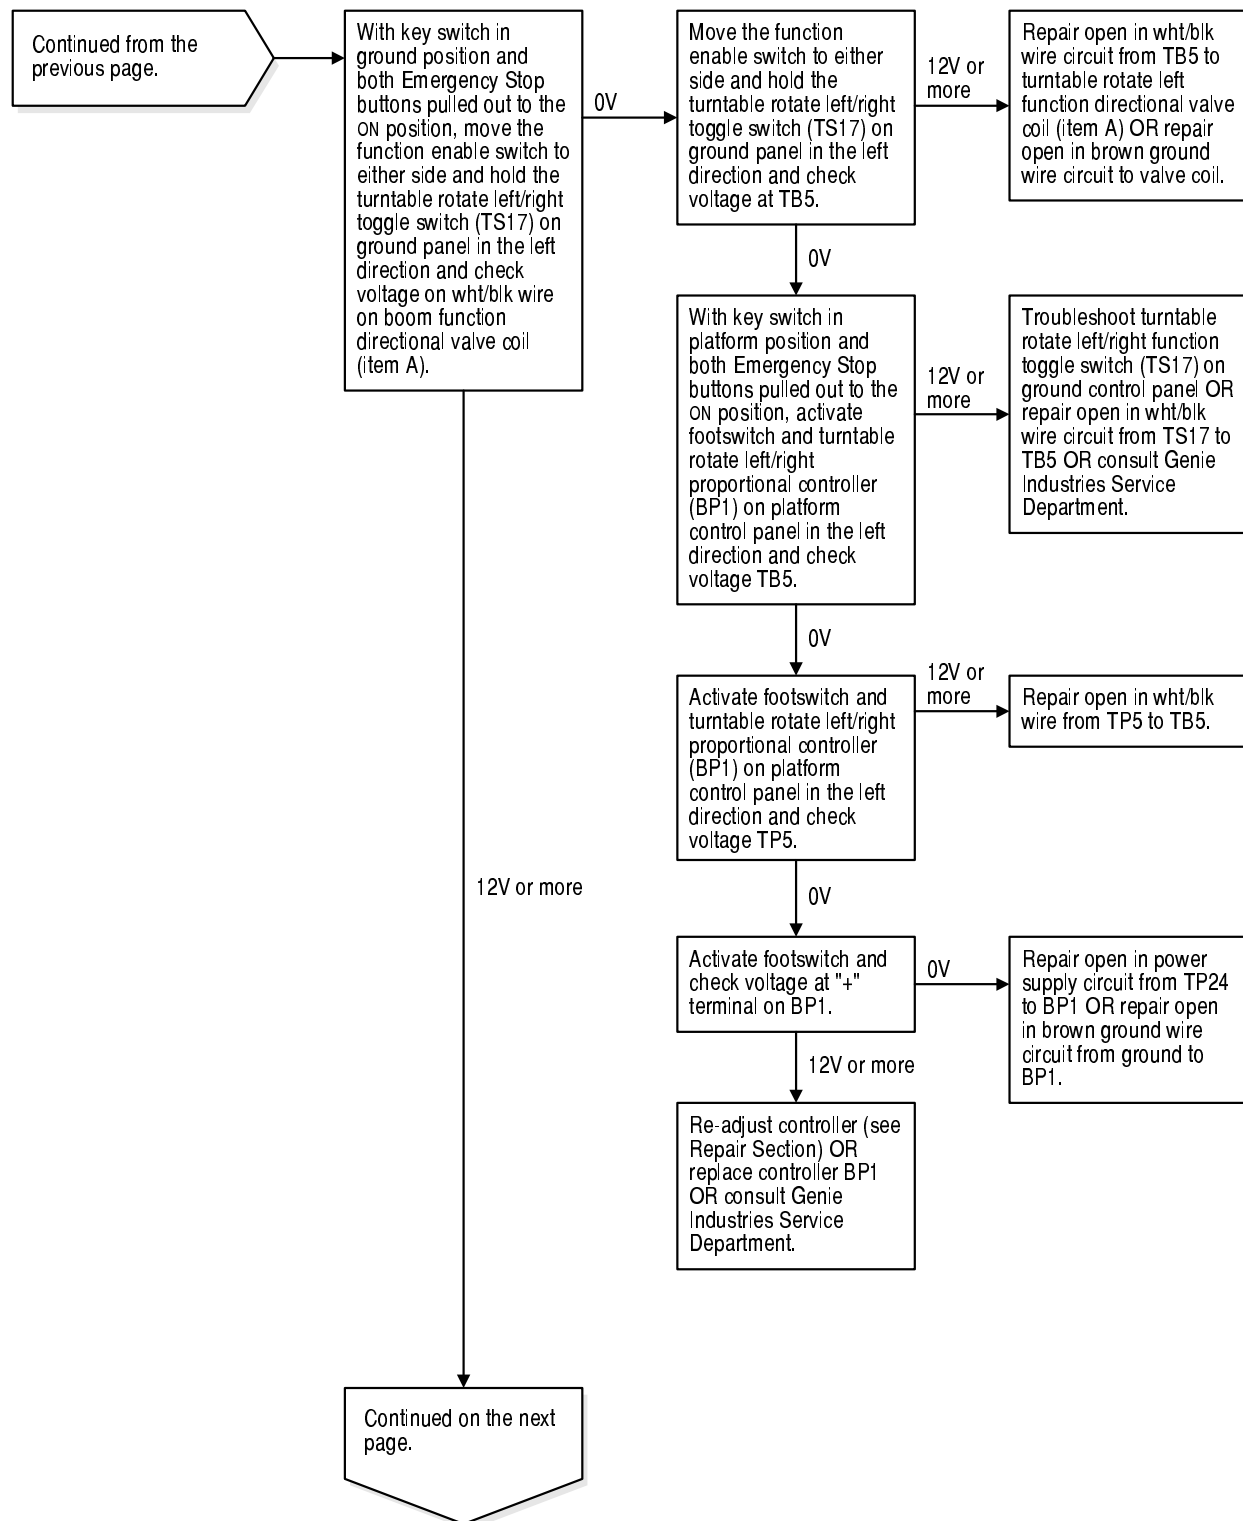 Continued from the
previous page.
With key switch in
ground position and
both Emergency Stop
buttons pulled out to the
ON position, move the
function enable switch to
either side and hold the
turntable rotate left/right
toggle switch (TS17) on
ground panel in the left
direction and check
voltage on wht/blk wire
on boom function
directional valve coil
(item A).
0V
Move the function
enable switch to either
side and hold the
turntable rotate left/right
toggle switch (TS17) on
ground panel in the left
direction and check
voltage at TB5.
12V or
more
Repair open in wht/blk
wire circuit from TB5 to
turntable rotate left
function directional valve
coil (item A) OR repair
open in brown ground
wire circuit to valve coil.
0V
With key switch in
platform position and
both Emergency Stop
buttons pulled out to the
ON position, activate
footswitch and turntable
rotate left/right
proportional controller
(BP1) on platform
control panel in the left
direction and check
voltage TB5.
12V or
more
Troubleshoot turntable
rotate left/right function
toggle switch (TS17) on
ground control panel OR
repair open in wht/blk
wire circuit from TS17 to
TB5 OR consult Genie
Industries Service
Department.
0V
Activate footswitch and
turntable rotate left/right
proportional controller
(BP1) on platform
control panel in the left
direction and check
voltage TP5.
12V or
more
Repair open in wht/blk
wire from TP5 to TB5.
0V
Activate footswitch and
check voltage at "+"
terminal on BP1.
0V
Repair open in power
supply circuit from TP24
to BP1 OR repair open
in brown ground wire
circuit from ground to
BP1.
12V or more
Re-adjust controller (see
Repair Section) OR
replace controller BP1
OR consult Genie
Industries Service
Department.
12V or more
Continued on the next
page.